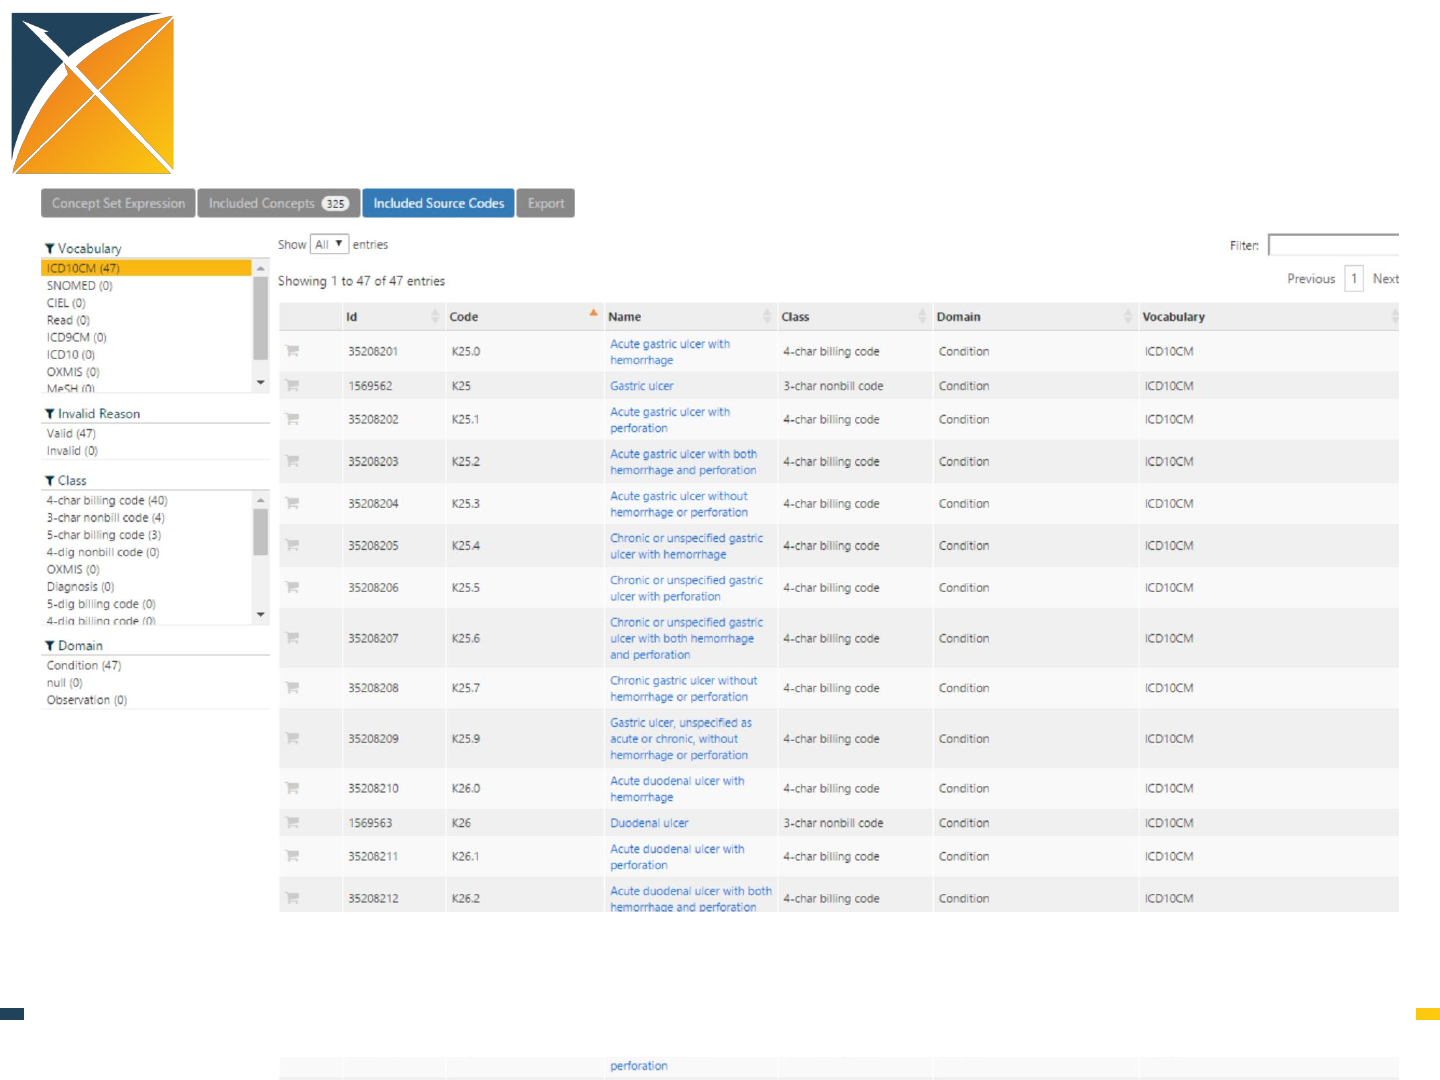 Concept Set Expression Included Concepts 325 Included Source Codes Export
Vocabulary
ICD10CM (47)
SNOMED (0)
CIEL (0)
Read (0)
ICD9CM (0)
ICD10 (0)
OXMIS (0)
MeSH (0)
Invalid Reason
Valid (47)
Invalid (0)
Class
4-char billing code (40)
3-char nonbill code (4)
5-char billing code (3)
4-dig nonbill code (0)
OXMIS (0)
Diagnosis (0)
5-dig billing code (0)
4-dig billing code (0)
Domain
Condition (47)
null (0)
Observation (0)
Show All entries
Filter:
Showing 1 to 47 of 47 entries
Previous 1 Next
Id Code Name Class Domain Vocabulary
35208201 K25.0 Acute gastric ulcer with
hemorrhage 4-char billing code Condition ICD10CM
1569562 K25 Gastric ulcer 3-char nonbill code Condition ICD10CM
35208202 K25.1 Acute gastric ulcer with
perforation 4-char billing code Condition ICD10CM
35208203 K25.2 Acute gastric ulcer with both
hemorrhage and perforation 4-char billing code Condition ICD10CM
35208204 K25.3 Acute gastric ulcer without
hemorrhage or perforation 4-char billing code Condition ICD10CM
35208205 K25.4 Chronic or unspecified gastric
ulcer with hemorrhage 4-char billing code Condition ICD10CM
35208206 K25.5 Chronic or unspecified gastric
ulcer with perforation 4-char billing code Condition ICD10CM
35208207 K25.6 Chronic or unspecified gastric
ulcer with both hemorrhage
and perforation 4-char billing code Condition ICD10CM
35208208 K25.7 Chronic gastric ulcer without
hemorrhage or perforation 4-char billing code Condition ICD10CM
35208209 K25.9 Gastric ulcer, unspecified as
acute or chronic, without
hemorrhage or perforation 4-char billing code Condition ICD10CM
35208210 K26.0 Acute duodenal ulcer with
hemorrhage 4-char billing code Condition ICD10CM
1569563 K26 Duodenal ulcer 3-char nonbill code Condition ICD10CM
35208211 K26.1 Acute duodenal ulcer with
perforation 4-char billing code Condition ICD10CM
35208212 K26.2 Acute duodenal ulcer with both
hemorrhage and perforation 4-char billing code Condition ICD10CM
perforation